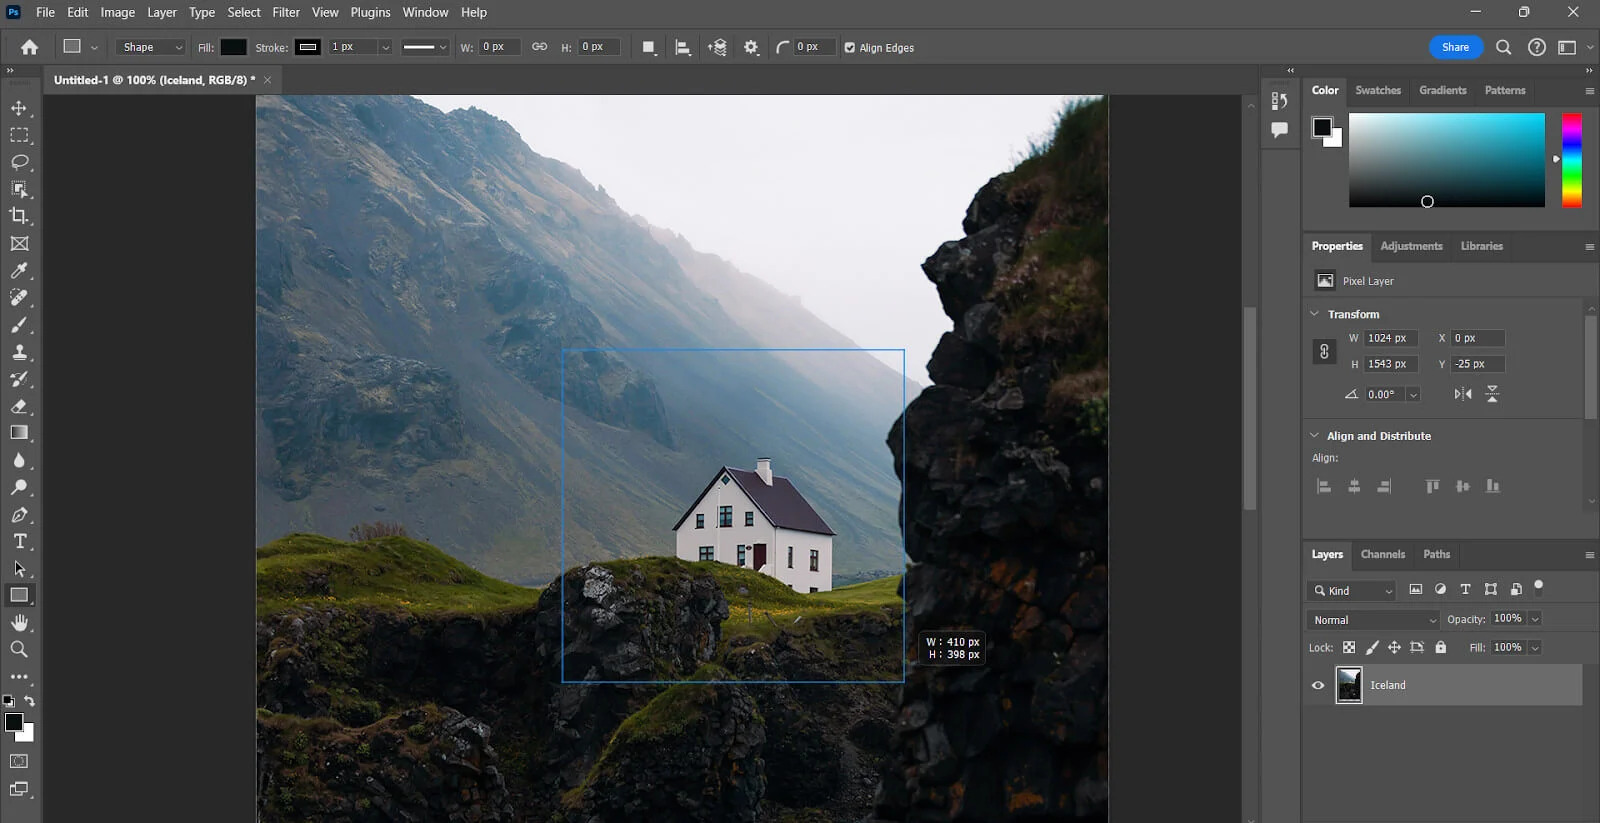 Ps File Edit Image Layer Type Select Filter View Plugins Window Help
Shape Fill: Stroke: 1 px W: 0 px H: 0 px 0 px Align Edges Share
Untitled-1 @ 100% (Iceland, RGB/8) *
Color Swatches Gradients Patterns
Properties Adjustments Libraries
Pixel Layer
Transform
W 1024 px X 0 px
H 1543 px Y -25 px
0.00°
Align and Distribute
Align:
W : 410 px
H : 398 px
Layers Channels Paths
Kind
Normal Opacity: 100%
Lock: Fill: 100%
Iceland